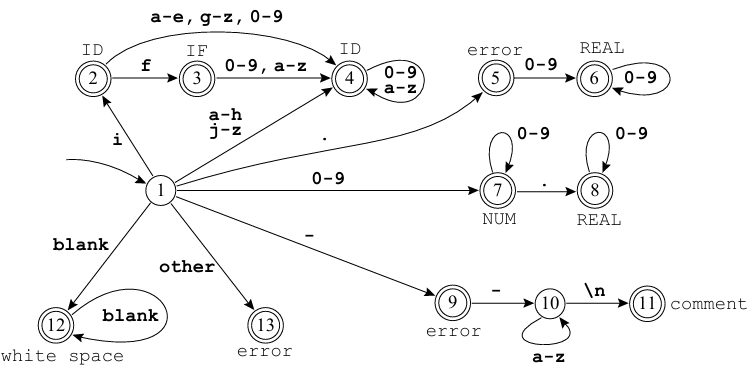 a-e, g-z, 0-9
ID IF ID error REAL
2 f 3 0-9, a-z 4 0-9 5 0-9 6 0-9
a-z
a-h
j-z
i .
0-9 0-9
1 0-9 7 . 8
NUM REAL
blank - 
other
9 - 10 \n 11 comment
12 blank 13 error
white space error a-z